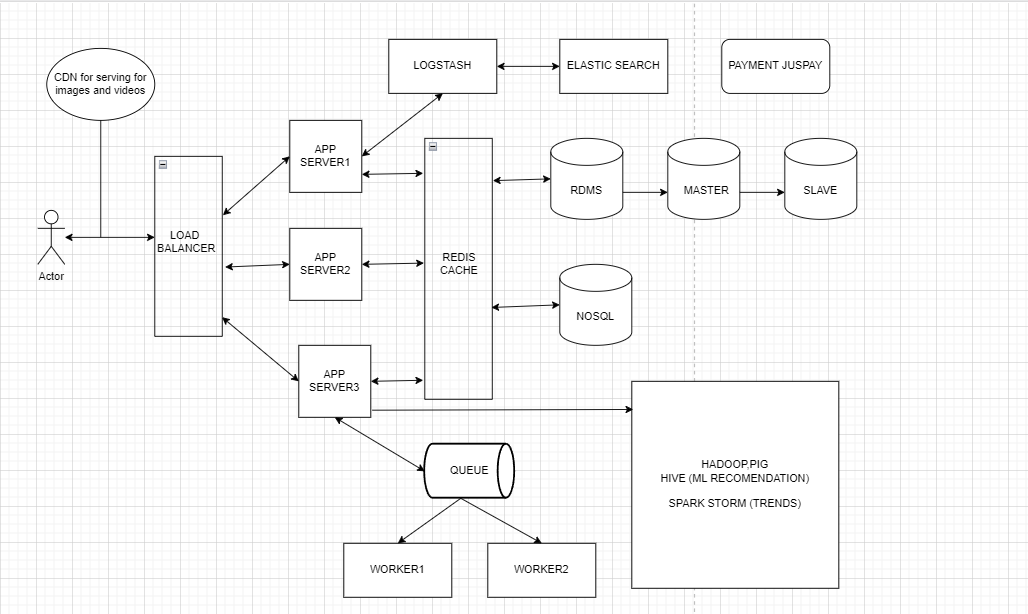 CDN for serving for
images and videos
LOGSTASH
ELASTIC SEARCH
PAYMENT JUSPAY
APP
SERVER1
RDMS
MASTER
SLAVE
LOAD
BALANCER
Actor
APP
SERVER2
REDIS
CACHE
NOSQL
APP
SERVER3
HADOOP,PIG
HIVE (ML RECOMENDATION)
SPARK STORM (TRENDS)
QUEUE
WORKER1
WORKER2